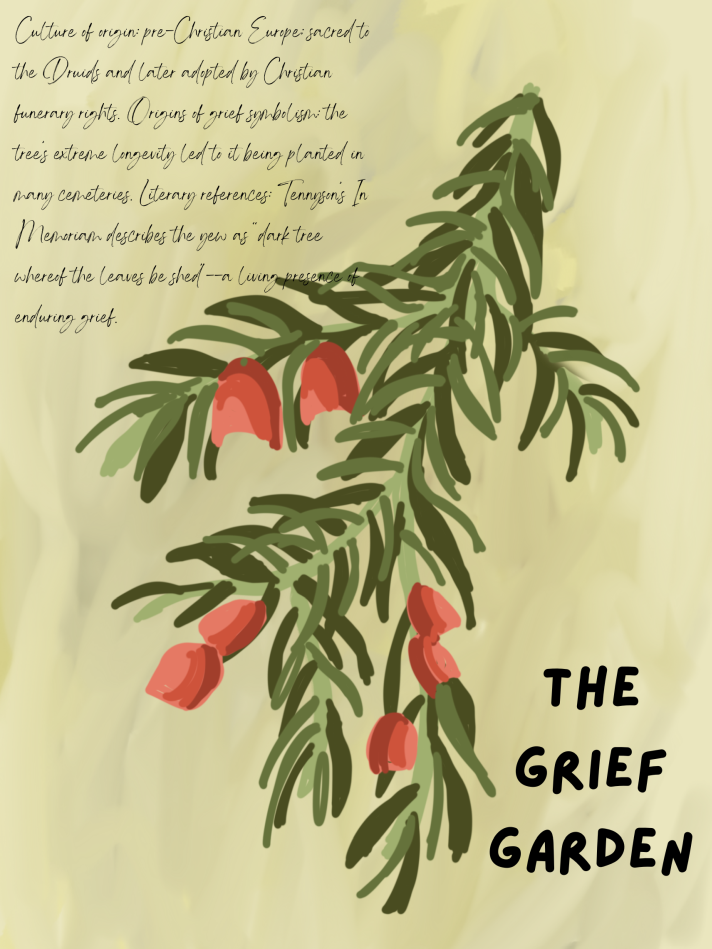 Culture of origin: pre-Christian Europe: sacred to
the Druids and later adopted by Christian
funerary rights. Origins of grief symbolism: the
tree's extreme longevity led to it being planted in
many cemeteries. Literary references: Tennyson's In
Memoriam describes the yew as "dark tree
whereof the leaves be shed"--a living presence of
enduring grief.
THE
GRIEF
GARDEN